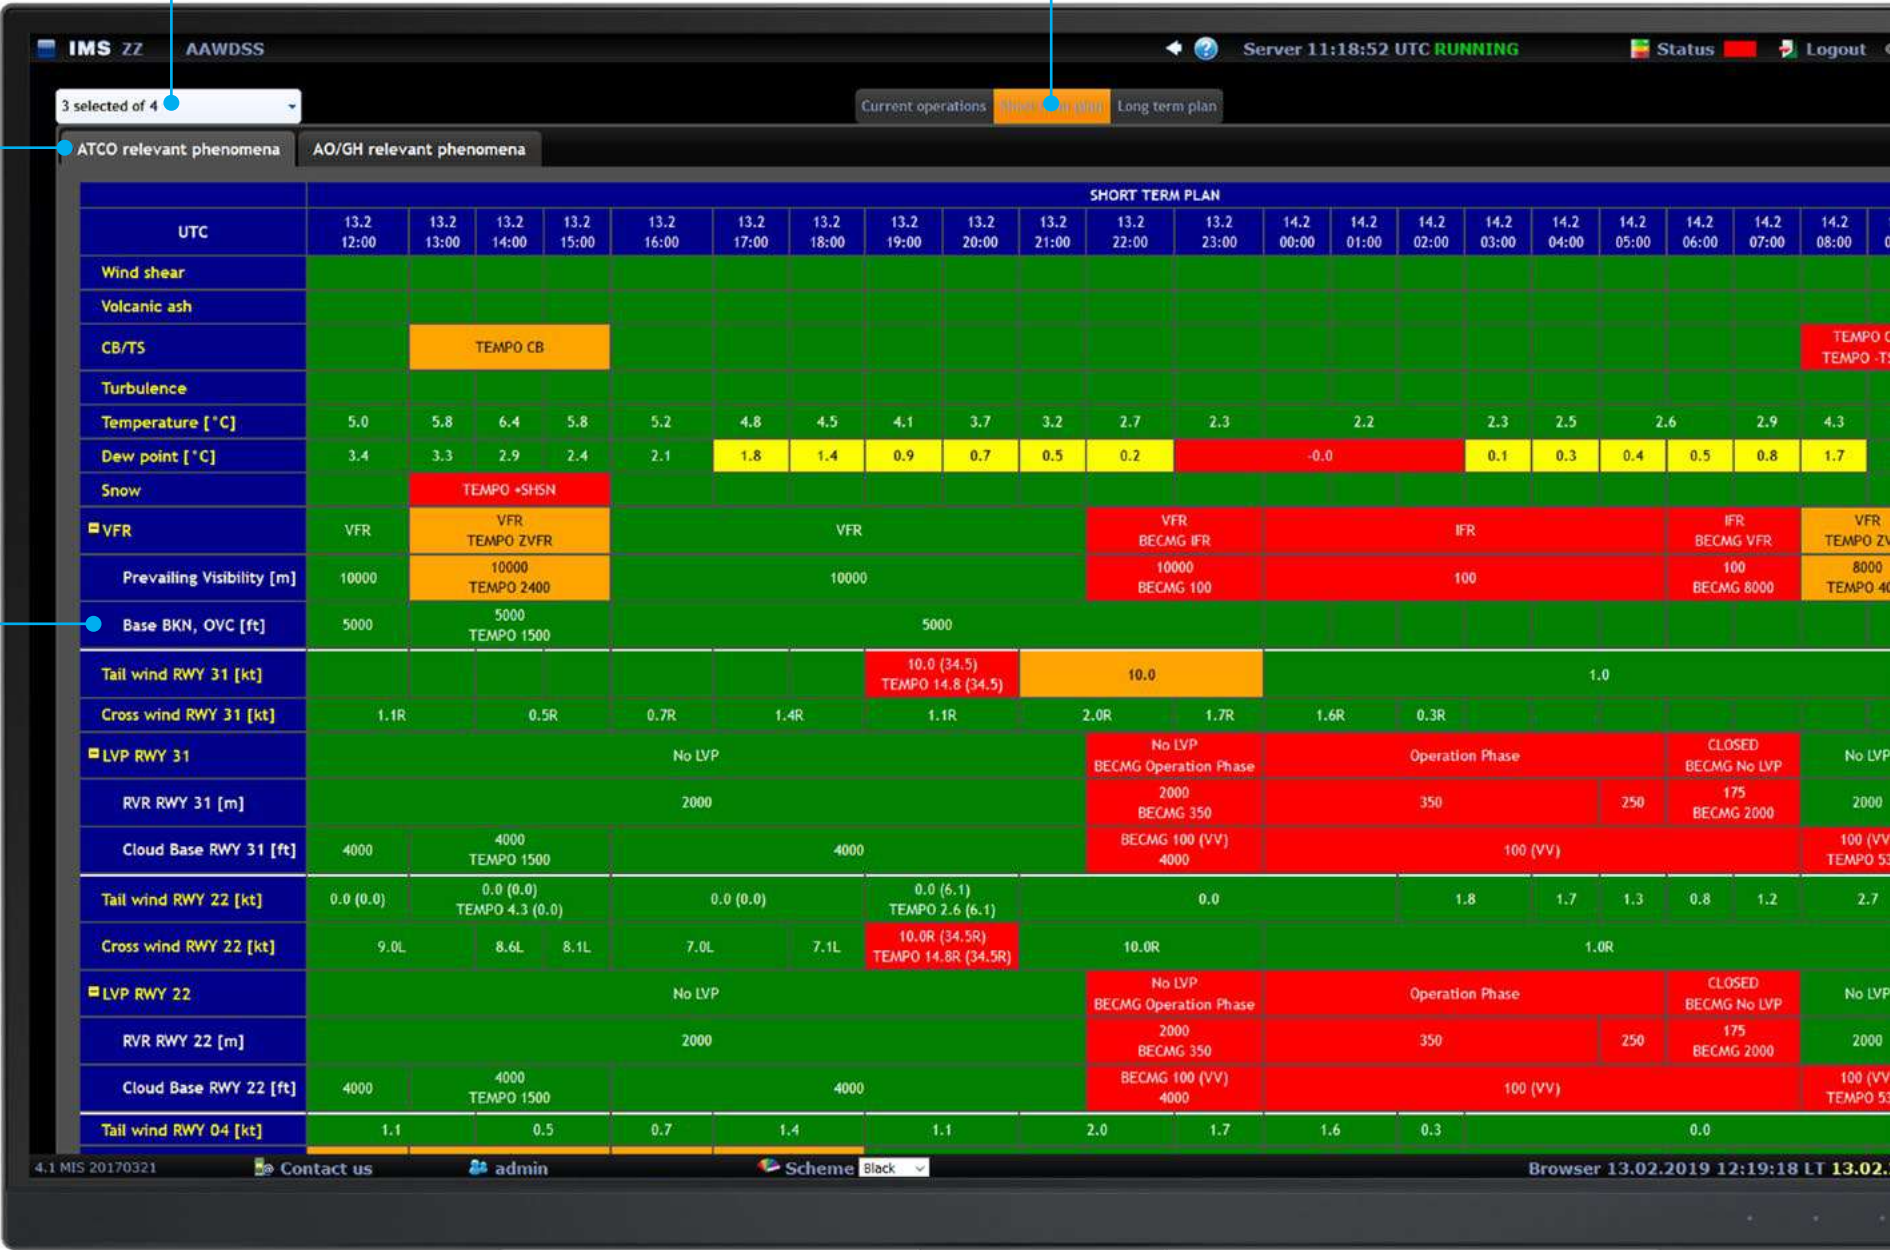 IMS ZZ AAWDSS Server 11:18:52 UTC RUNNING Status Logout
3 selected of 4 Current operations Long term plan
ATCO relevant phenomena AO/GH relevant phenomena
SHORT TERM PLAN
UTC
13.2 13.2 13.2 13.2 13.2 13.2 13.2 13.2 13.2 13.2 13.2 13.2 14.2 14.2 14.2 14.2 14.2 14.2 14.2 14.2 14.2
12:00 13:00 14:00 15:00 16:00 17:00 18:00 19:00 20:00 21:00 22:00 23:00 00:00 01:00 02:00 03:00 04:00 05:00 06:00 07:00 08:00
Wind shear
Volcanic ash
CB/TS TEMPO CB TEMPO
TEMPO
Turbulence
Temperature [°C] 5.0 5.8 6.4 5.8 5.2 4.8 4.5 4.1 3.7 3.2 2.7 2.3 2.2 2.3 2.5 2.6 2.9 4.3
Dew point [°C] 3.4 3.3 2.9 2.4 2.1 1.8 1.4 0.9 0.7 0.5 0.2 -0.0 0.1 0.3 0.4 0.5 0.8 1.7
Snow TEMPO +SHSN
VFR VFR VFR VFR VFR IFR IFR VFR
TEMPO ZVFR BECMG IFR BECMG VFR TEMPO
Prevailing Visibility [m] 10000 10000 10000 10000 100 100 8000
TEMPO 2400 BECMG 100 BECMG 8000 TEMPO
Base BKN, OVC [ft] 5000 5000 5000
TEMPO 1500
Tail wind RWY 31 [kt] 10.0 (34.5) 10.0 1.0
TEMPO 14.8 (34.5)
Cross wind RWY 31 [kt] 1.1R 0.5R 0.7R 1.4R 1.1R 2.0R 1.7R 1.6R 0.3R
LVP RWY 31 No LVP No LVP Operation Phase CLOSED No LVP
BECMG Operation Phase BECMG No LVP
RVR RWY 31 [m] 2000 2000 350 250 175 2000
BECMG 350 BECMG 2000
Cloud Base RWY 31 [ft] 4000 4000 4000 BECMG 100 (VV) 100 (VV) 100
TEMPO 1500 4000 TEMPO
Tail wind RWY 22 [kt] 0.0 (0.0) 0.0 (0.0) 0.0 (0.0) 0.0 (6.1) 0.0 1.8 1.7 1.3 0.8 1.2 2.7
TEMPO 4.3 (0.0) TEMPO 2.6 (6.1)
Cross wind RWY 22 [kt] 9.0L 8.6L 8.1L 7.0L 7.1L 10.0R (34.5R) 10.0R 1.0R
TEMPO 14.8R (34.5R)
LVP RWY 22 No LVP No LVP Operation Phase CLOSED No LVP
BECMG Operation Phase BECMG No LVP
RVR RWY 22 [m] 2000 2000 350 250 175 2000
BECMG 350 BECMG 2000
Cloud Base RWY 22 [ft] 4000 4000 4000 BECMG 100 (VV) 100 (VV) 100
TEMPO 1500 4000 TEMPO
Tail wind RWY 04 [kt] 1.1 0.5 0.7 1.4 1.1 2.0 1.7 1.6 0.3 0.0
4.1 MIS 20170321 Contact us admin Scheme Black Browser 13.02.2019 12:19:18 LT 13.02.